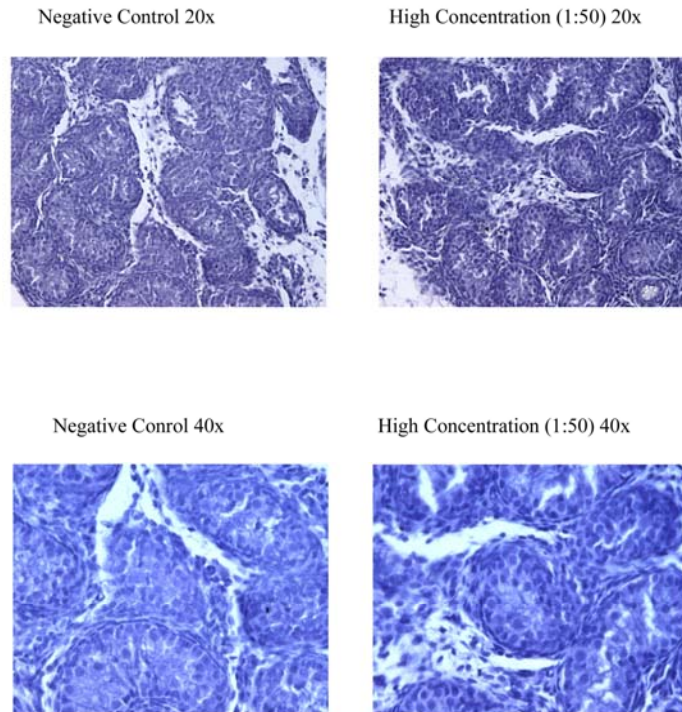 Negative Control 20x
High Concentration (1:50) 20x
Negative Conrol 40x
High Concentration (1:50) 40x